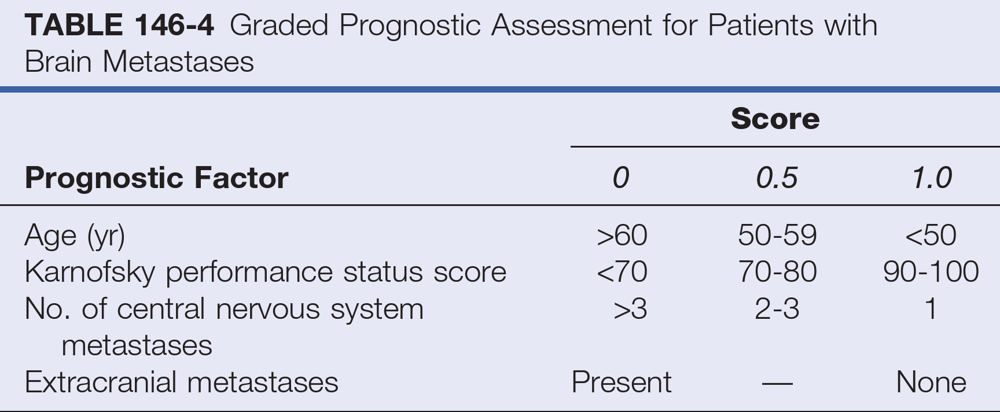 TABLE 146-4 Graded Prognostic Assessment for Patients with
Brain Metastases
Score
Prognostic Factor 0 0.5 1.0
Age (yr) >60 50-59 <50
Karnofsky performance status score <70 70-80 90-100
No. of central nervous system >3 2-3 1
metastases
Extracranial metastases Present — None